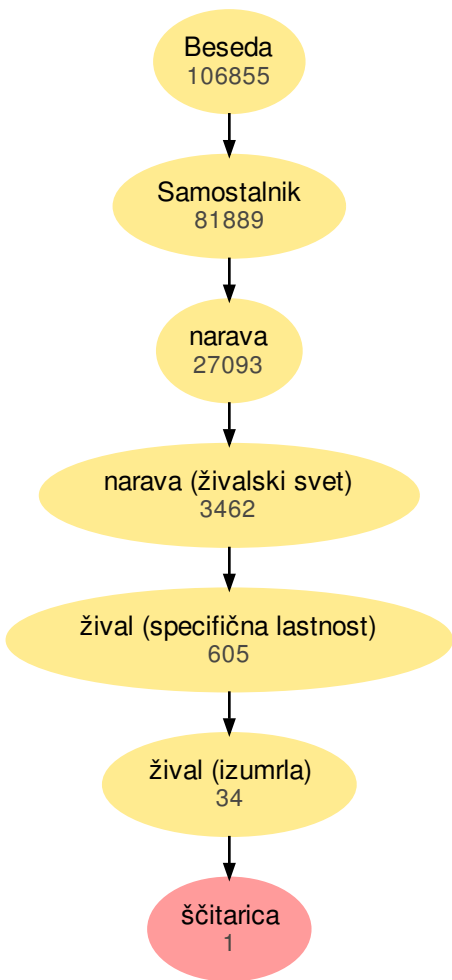 Beseda
106855
Samostalnik
81889
narava
27093
narava (živalski svet)
3462
žival (specifična lastnost)
605
žival (izumrla)
34
ščitarica
1